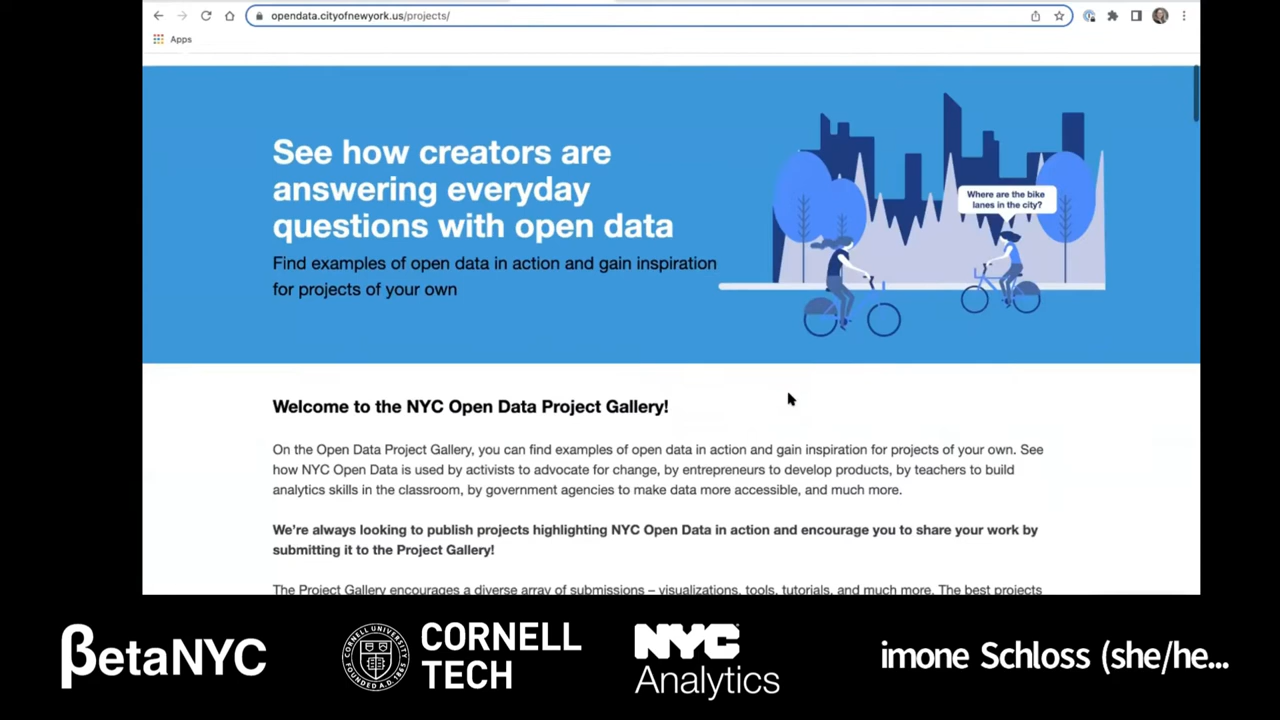 opendata.cityofnewyork.us/projects/
Apps
See how creators are
answering everyday
questions with open data
Find examples of open data in action and gain inspiration
for projects of your own
Where are the bike
lanes in the city?
Welcome to the NYC Open Data Project Gallery!
On the Open Data Project Gallery, you can find examples of open data in action and gain inspiration for projects of your own. See
how NYC Open Data is used by activists to advocate for change, by entrepreneurs to develop products, by teachers to build
analytics skills in the classroom, by government agencies to make data more accessible, and much more.
We're always looking to publish projects highlighting NYC Open Data in action and encourage you to share your work by
submitting it to the Project Gallery!
The Project Gallery encourages a diverse array of submissions – visualizations, tools, tutorials, and much more. The best projects
βetaNYC
CORNELL UNIVERSITY FOUNDED A.D. 1865
CORNELL
TECH
NYC
Analytics
imone Schloss (she/he...